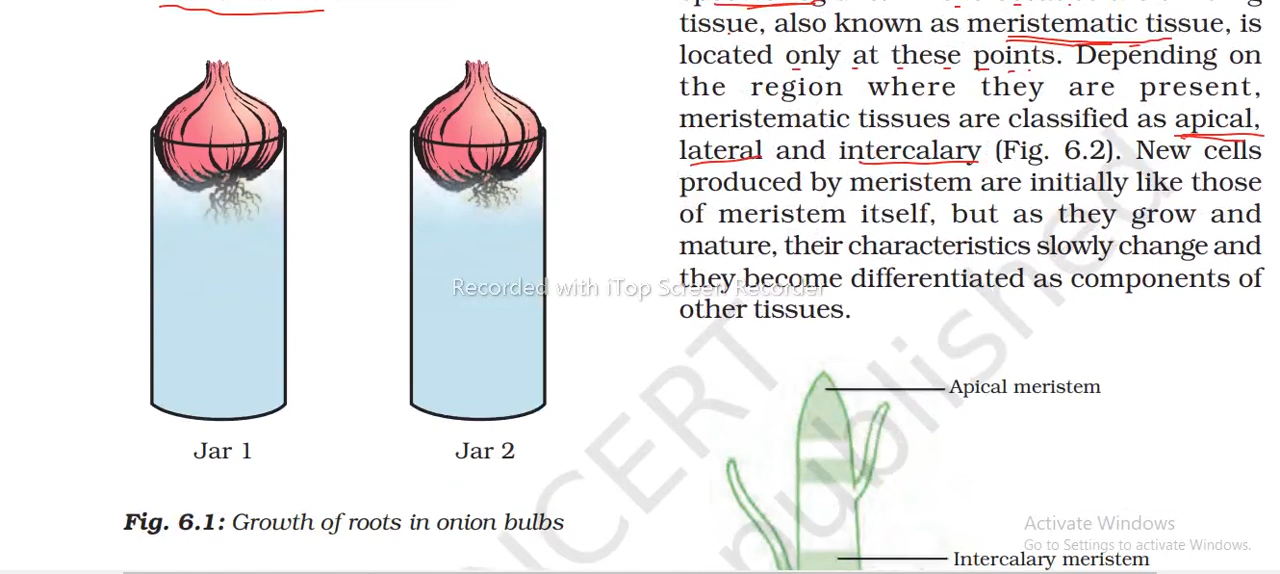 Jar 1
Jar 2
Fig. 6.1: Growth of roots in onion bulbs
tissue, also known as meristematic tissue, is
located only at these points. Depending on
the region where they are present,
meristematic tissues are classified as apical,
lateral and intercalary (Fig. 6.2). New cells
produced by meristem are initially like those
of meristem itself, but as they grow and
mature, their characteristics slowly change and
they become differentiated as components of
other tissues.
Apical meristem
Intercalary meristem
Recorded with iTop Screen Recorder
NCERT
published
Activate Windows
Go to Settings to activate Windows.